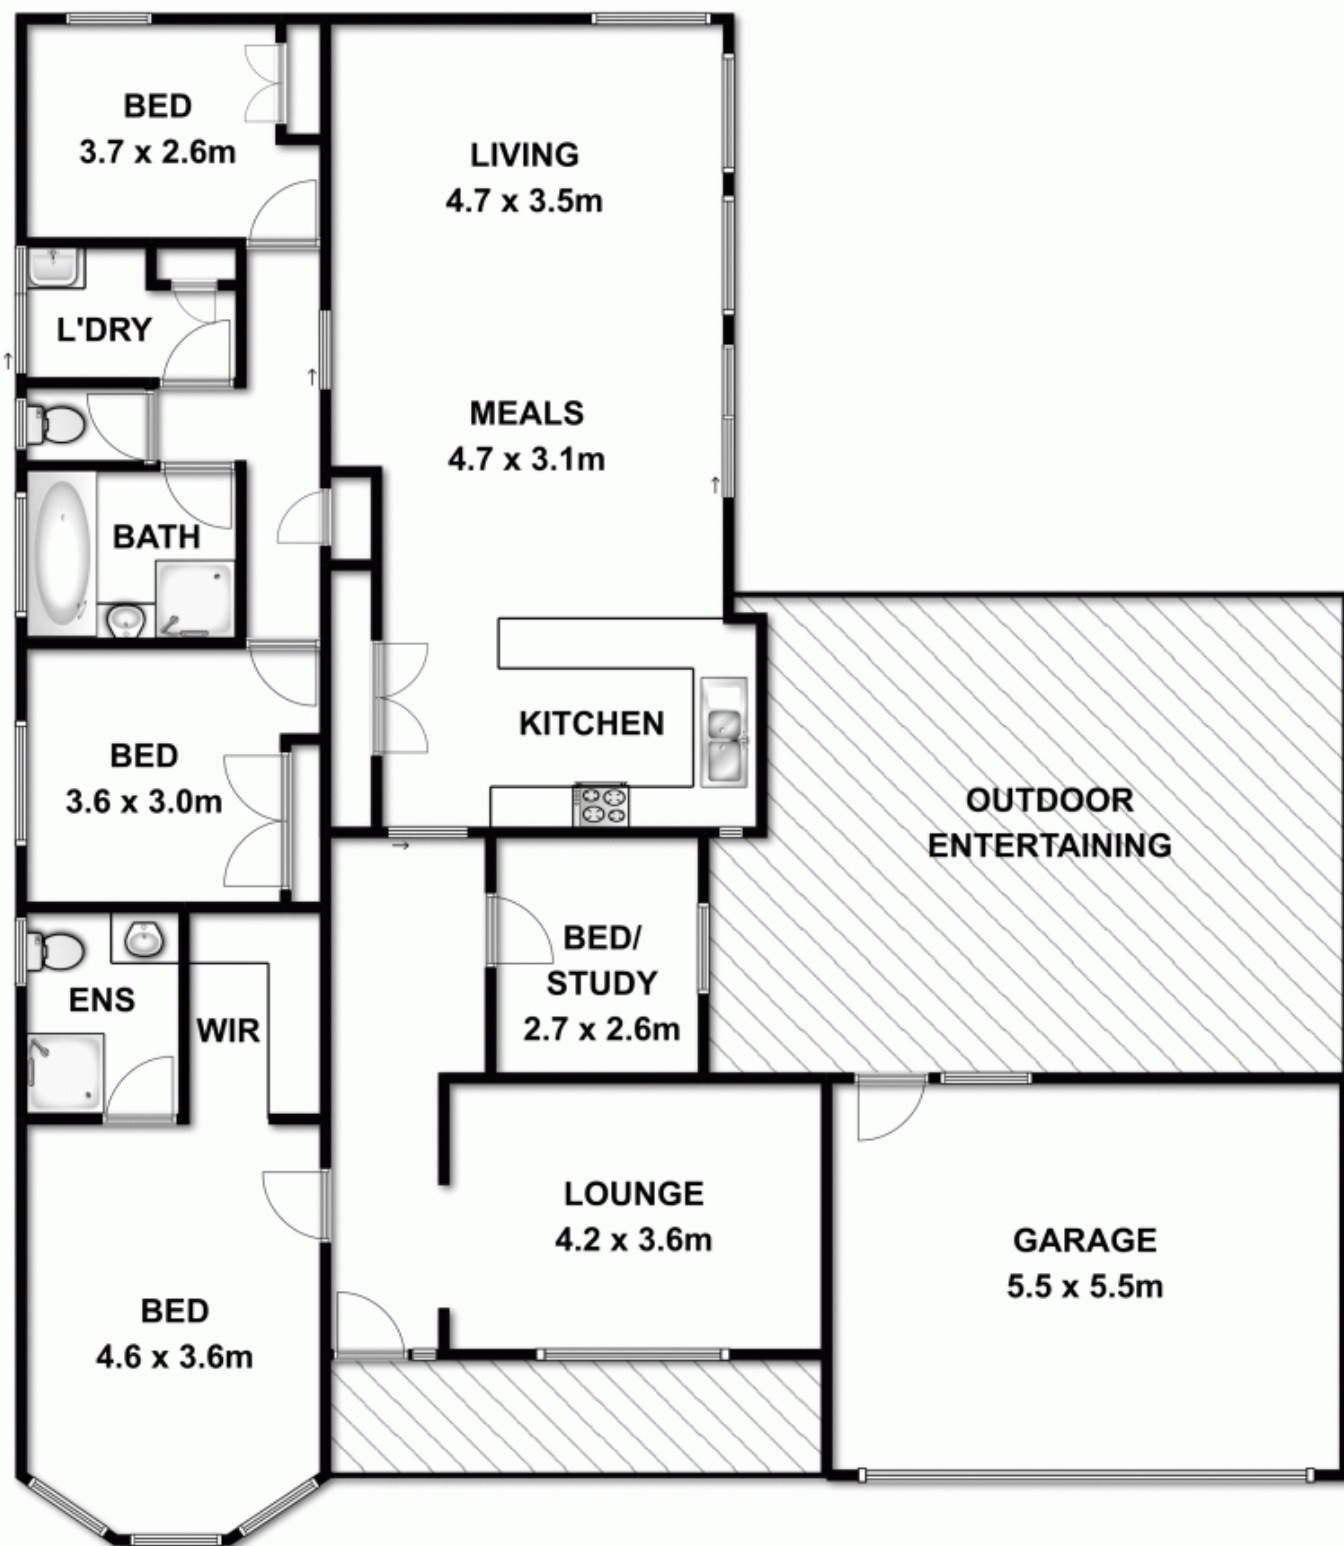 BED
3.7 x 2.6m
LIVING
4.7 x 3.5m
L'DRY
MEALS
4.7 x 3.1m
BATH
KITCHEN
BED
3.6 x 3.0m
OUTDOOR
ENTERTAINING
BED/
STUDY
2.7 x 2.6m
ENS
WIR
LOUNGE
4.2 x 3.6m
GARAGE
5.5 x 5.5m
BED
4.6 x 3.6m